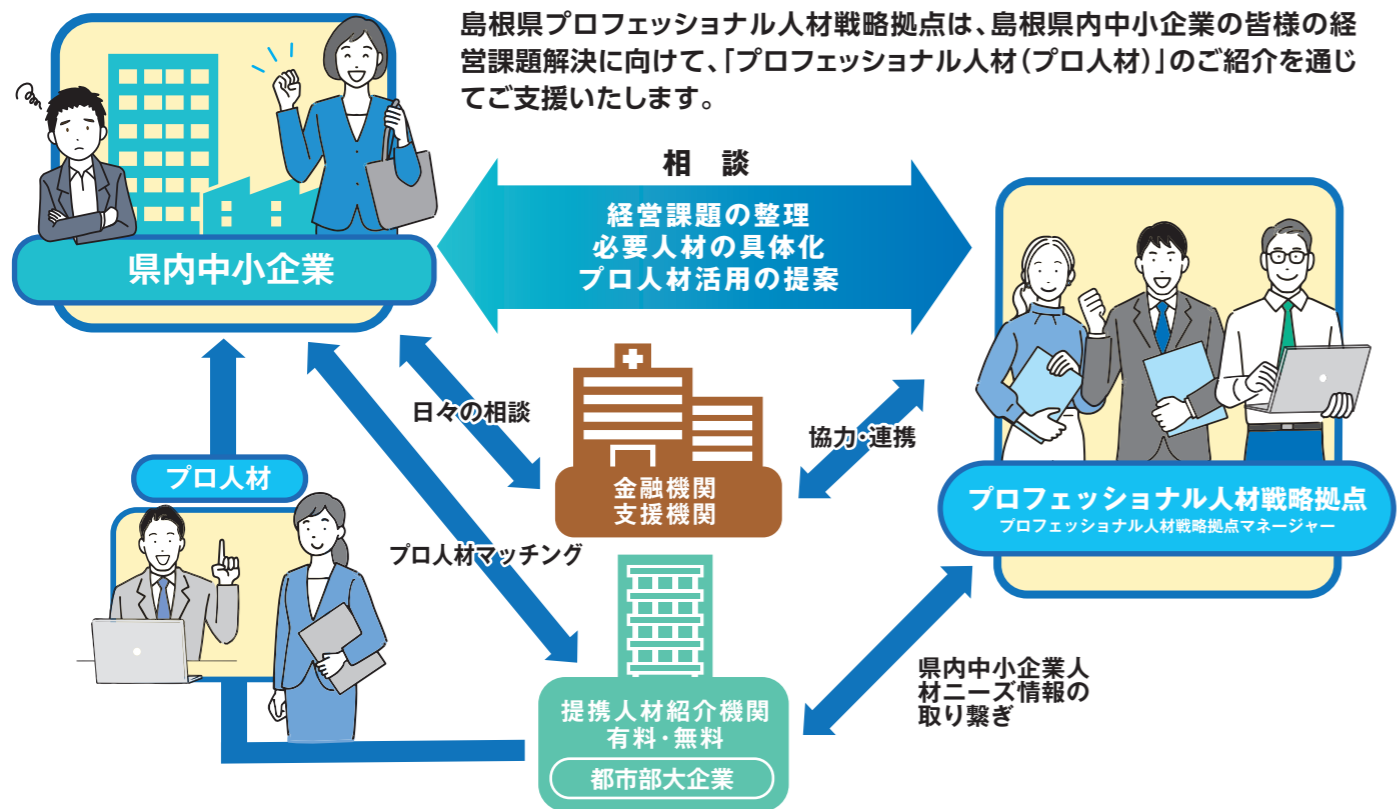 島根県プロフェッショナル人材戦略拠点は、島根県内中小企業の皆様の経
営課題解決に向けて、「プロフェッショナル人材(プロ人材)」のご紹介を通じ
てご支援いたします。
相談
経営課題の整理
必要人材の具体化
プロ人材活用の提案
県内中小企業
日々の相談
協力・連携
プロ人材
金融機関
支援機関
プロフェッショナル人材戦略拠点
プロフェッショナル人材戦略拠点マネージャー
プロ人材マッチング
県内中小企業人
材ニーズ情報の
取り繋ぎ
提携人材紹介機関
有料・無料
都市部大企業